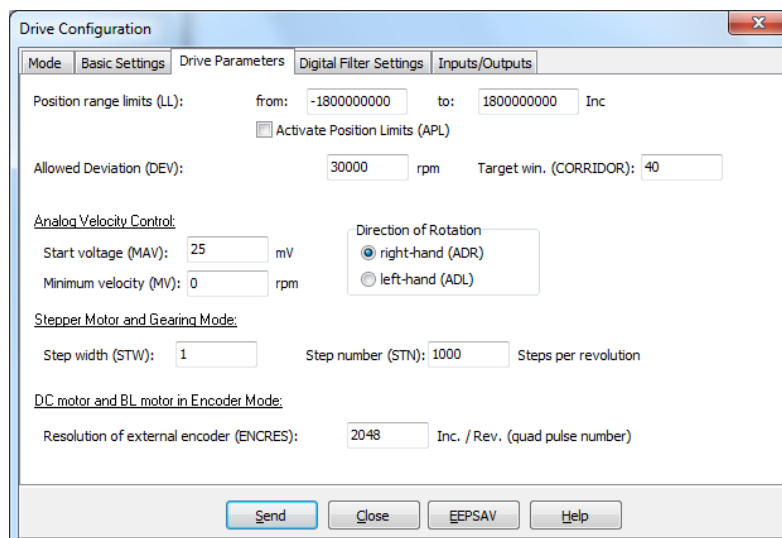 Drive Configuration
Mode Basic Settings Drive Parameters Digital Filter Settings Inputs/Outputs
Position range limits (LL): from: -1800000000 to: 1800000000 Inc
Activate Position Limits (APL)
Allowed Deviation (DEV): 30000 rpm Target win. (CORRIDOR): 40
Analog Velocity Control:
Direction of Rotation
Start voltage (MAV): 25 mV right-hand (ADR)
Minimum velocity (MV): 0 rpm left-hand (ADL)
Stepper Motor and Gearing Mode:
Step width (STW): 1 Step number (STN): 1000 Steps per revolution
DC motor and BL motor in Encoder Mode:
Resolution of external encoder (ENCRES): 2048 Inc. / Rev. (quad pulse number)
Send Close EEPSAV Help